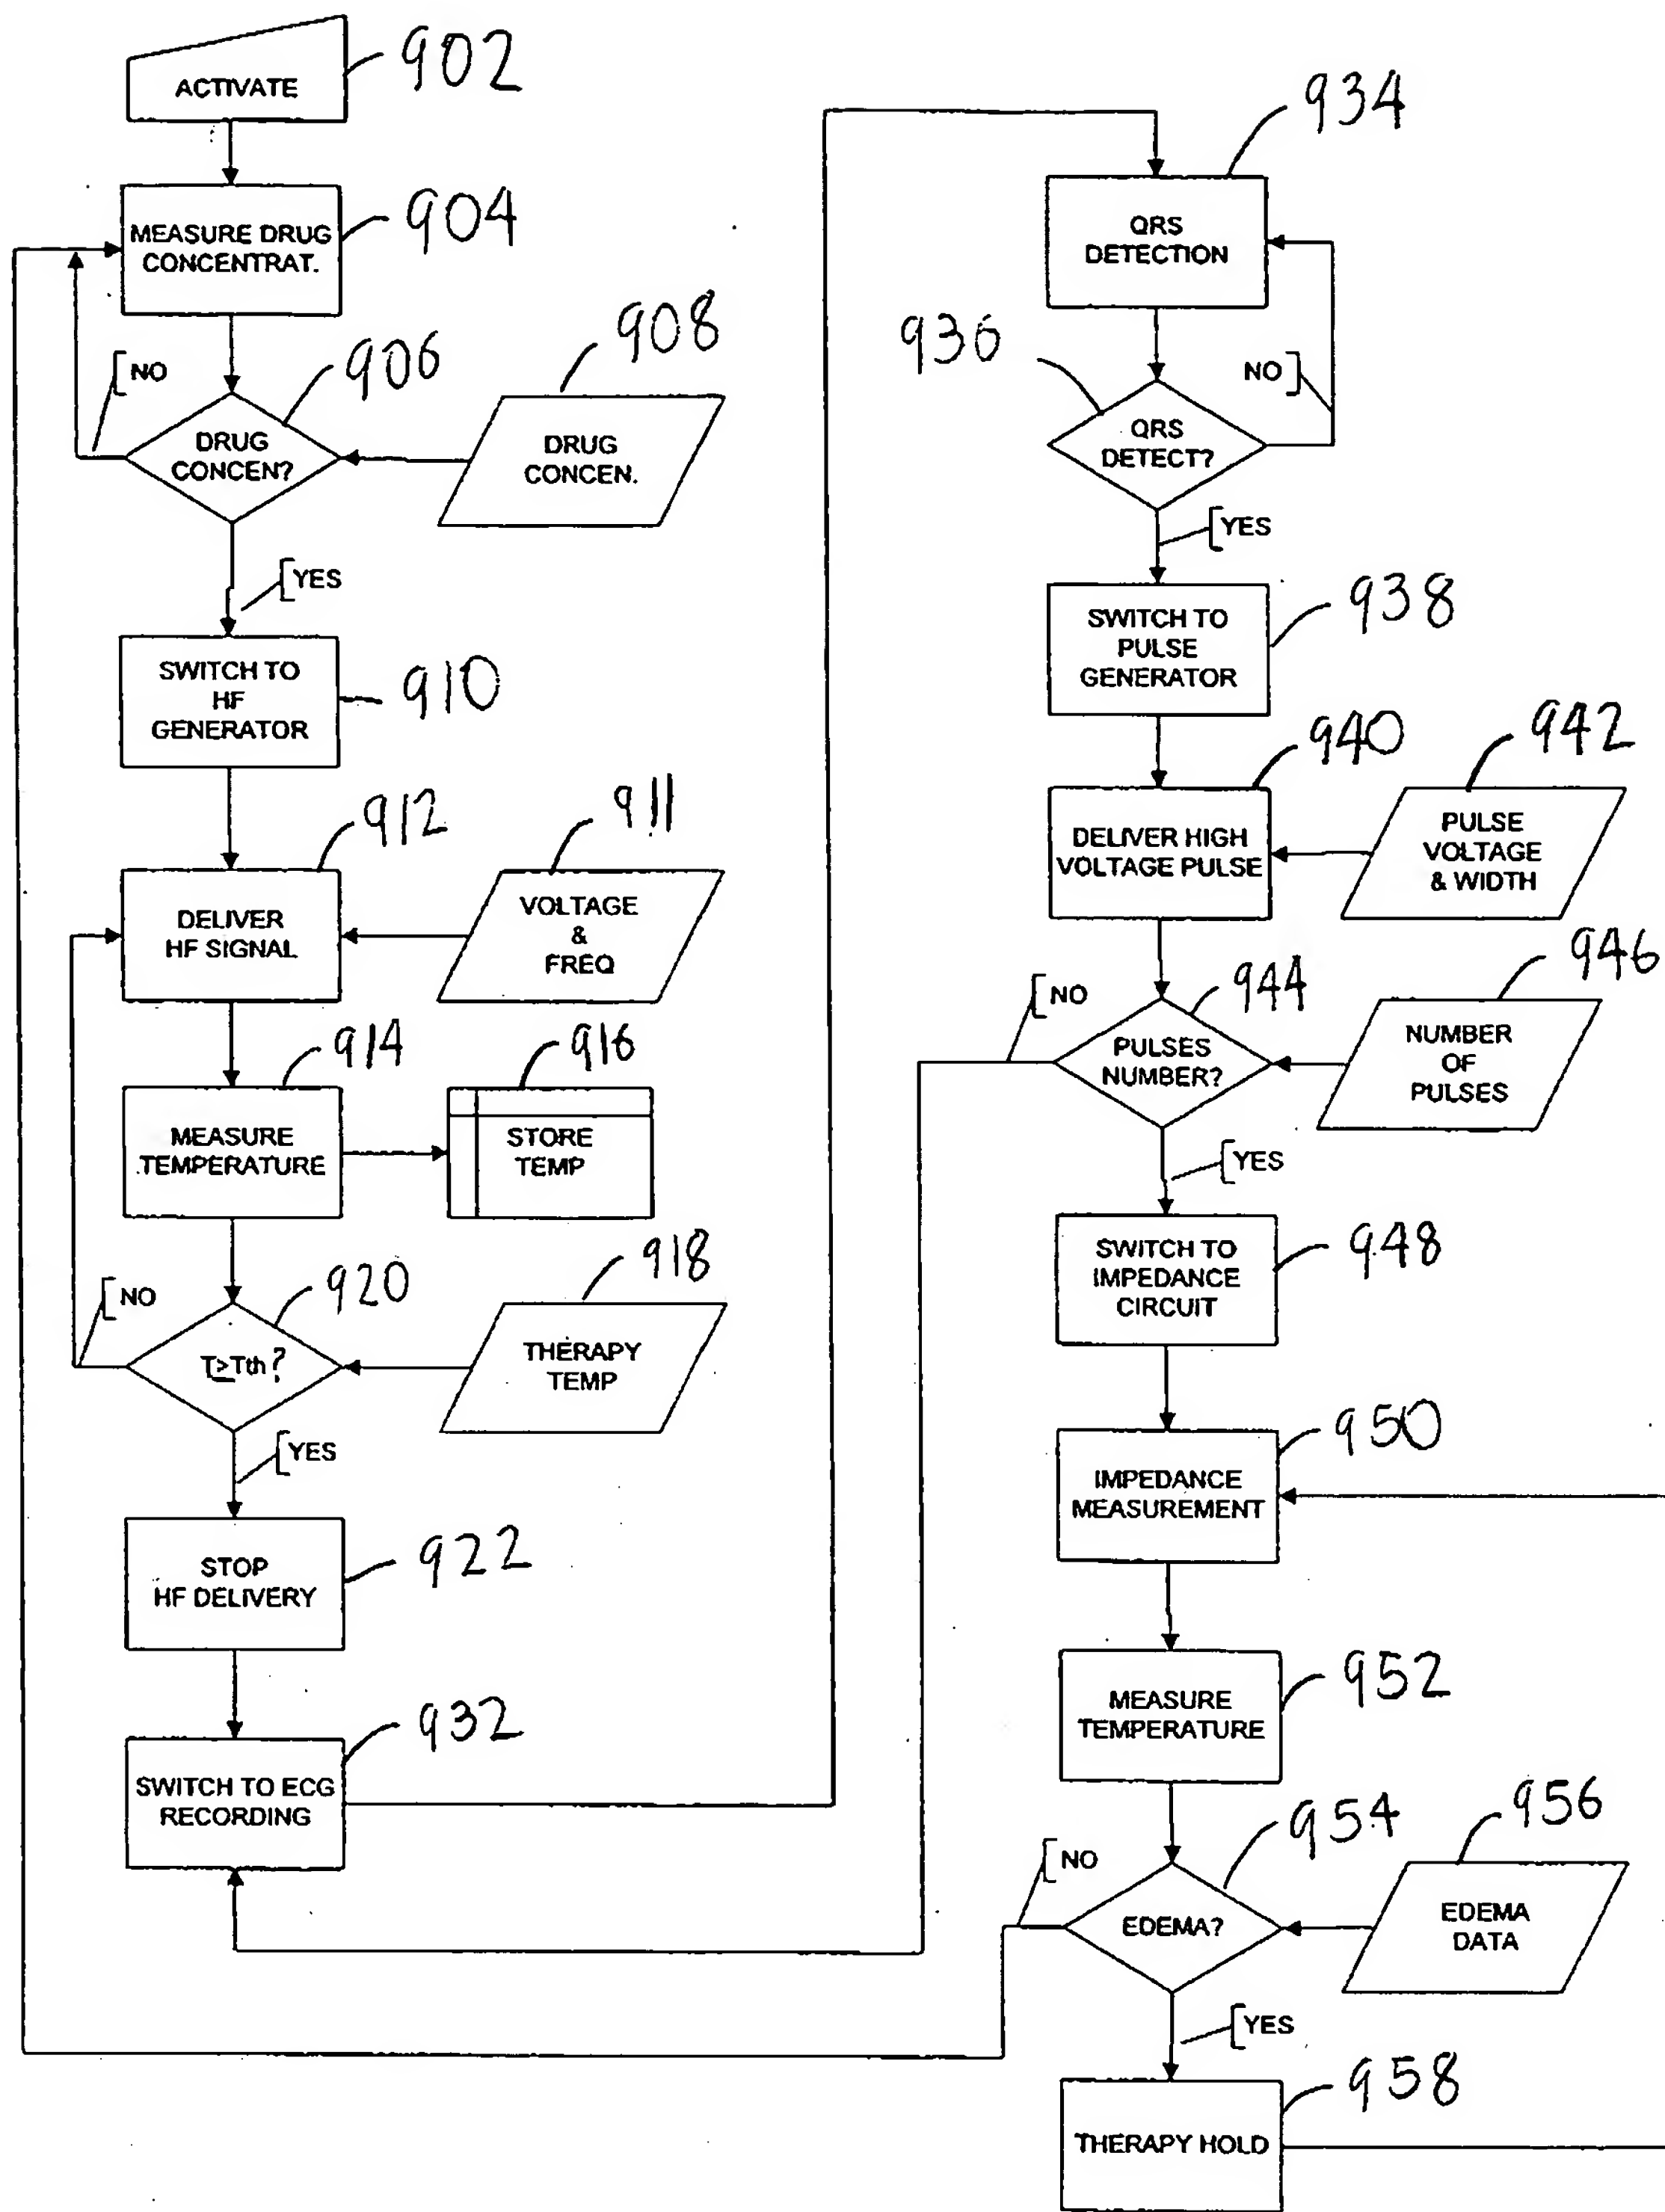 ACTIVATE
902
MEASURE DRUG
CONCENTRAT.
904
NO
DRUG
CONCEN?
906
DRUG
CONCEN.
908
YES
SWITCH TO
HF
GENERATOR
910
DELIVER
HF SIGNAL
912
VOLTAGE
&
FREQ
911
MEASURE
TEMPERATURE
914
STORE
TEMP
916
NO
T≥Tth?
920
THERAPY
TEMP
918
YES
STOP
HF DELIVERY
922
SWITCH TO ECG
RECORDING
932
QRS
DETECTION
934
936
QRS
DETECT?
NO
YES
SWITCH TO
PULSE
GENERATOR
938
DELIVER HIGH
VOLTAGE PULSE
940
PULSE
VOLTAGE
& WIDTH
942
NO
PULSES
NUMBER?
944
NUMBER
OF
PULSES
946
YES
SWITCH TO
IMPEDANCE
CIRCUIT
948
IMPEDANCE
MEASUREMENT
950
MEASURE
TEMPERATURE
952
NO
EDEMA?
954
EDEMA
DATA
956
YES
THERAPY HOLD
958